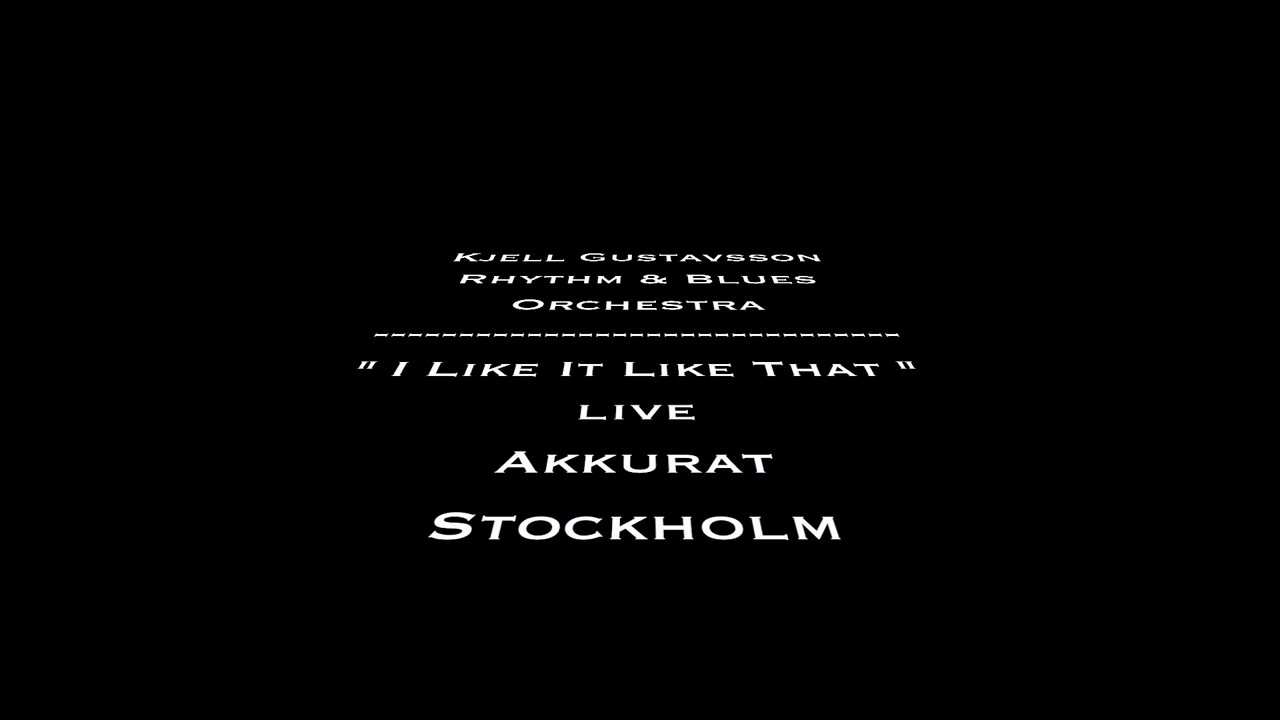 Kjell Gustavsson
Rhythm & Blues
Orchestra
-------------------------------
" I Like It Like That "
LIVE
Akkurat
Stockholm